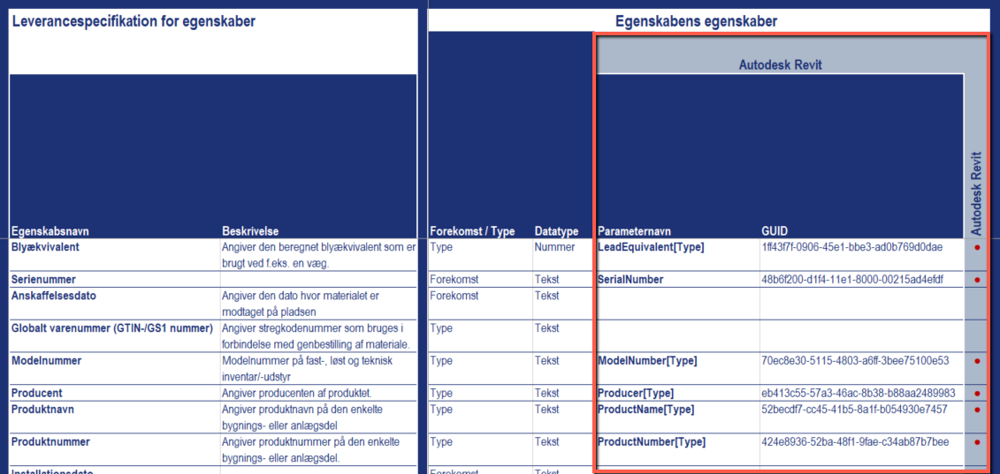 Leverancespecifikation for egenskaber
Egenskabens egenskaber
Autodesk Revit
Autodesk Revit
Egenskabsnavn Beskrivelse Forekomst / Type Datatype Parameternavn GUID
Blyækvivalent Angiver den beregnet blyækvivalent som er Type Nummer LeadEquivalent[Type] 1ff43f7f-0906-45e1-bbe3-ad0b769d0dae
brugt ved f.eks. en væg.
Serienummer Forekomst Tekst SerialNumber 48b6f200-d1f4-11e1-8000-00215ad4efdf
Anskaffelsesdato Angiver den dato hvor materialet er Forekomst Tekst
modtaget på pladsen
Globalt varenummer (GTIN-/GS1 nummer) Angiver stregkodenummer som bruges i Type Tekst
forbindelse med genbestilling af materiale.
Modelnummer Modelnummer på fast-, løst og teknisk Type Tekst ModelNumber[Type] 70ec8e30-5115-4803-a6ff-3bee75100e53
inventar/-udstyr
Producent Angiver producenten af produktet. Type Tekst Producer[Type] eb413c55-57a3-46ac-8b38-b88aa2489983
Produktnavn Angiver produktnavn på den enkelte Type Tekst ProductName[Type] 52becdf7-cc45-41b5-8a1f-b054930e7457
bygnings- eller anlægsdel
Produktnummer Angiver produktnummer på den enkelte Type Tekst ProductNumber[Type] 424e8936-52ba-48f1-9fae-c34ab87b7bee
bygnings- eller anlægsdel.
Installationsdato Forekomst Tekst